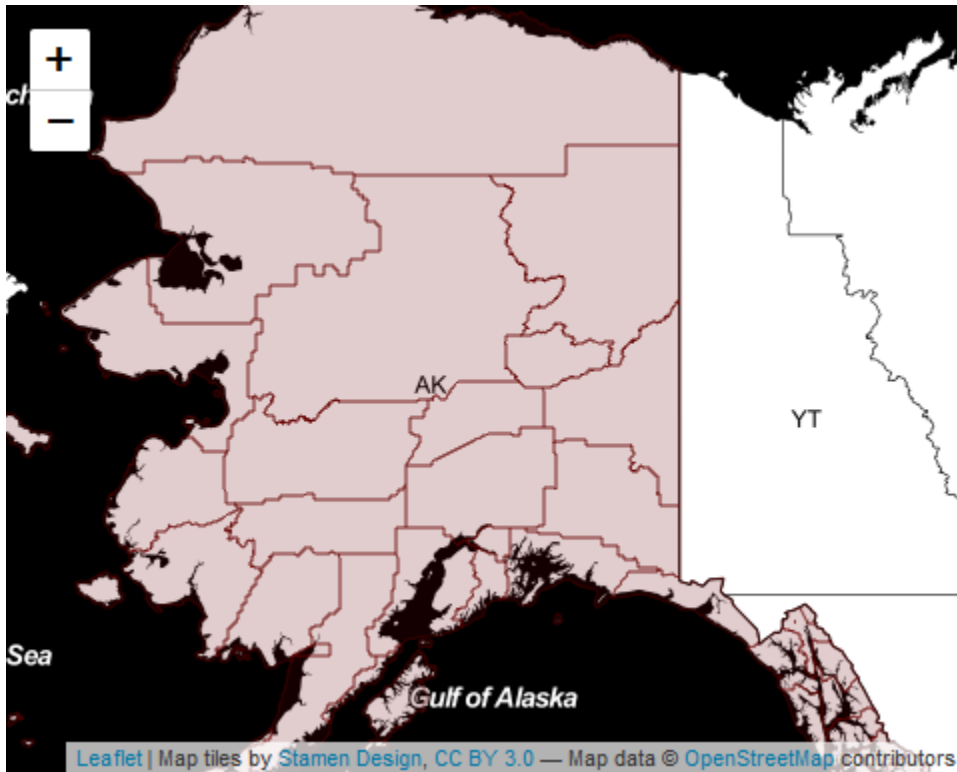 +
−
AK
YT
Sea
Gulf of Alaska
Leaflet | Map tiles by Stamen Design, CC BY 3.0 — Map data © OpenStreetMap contributors